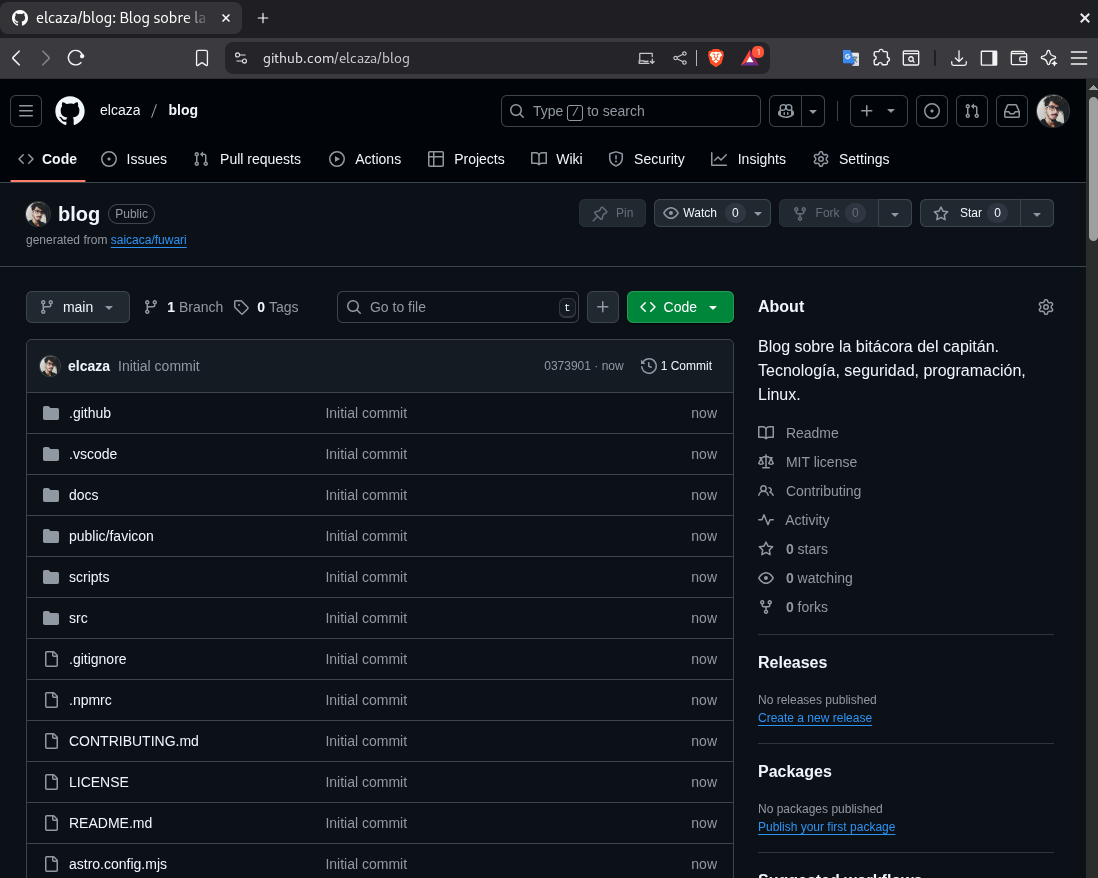 elcaza/blog: Blog sobre la
github.com/elcaza/blog
1
elcaza / blog
Type / to search
Code Issues Pull requests Actions Projects Wiki Security Insights Settings
blog Public
Pin Watch 0 Fork 0 Star 0
generated from saicaca/fuwari
main 1 Branch 0 Tags Go to file t Code
elcaza Initial commit 0373901 · now 1 Commit
.github Initial commit now
.vscode Initial commit now
docs Initial commit now
public/favicon Initial commit now
scripts Initial commit now
src Initial commit now
.gitignore Initial commit now
.npmrc Initial commit now
CONTRIBUTING.md Initial commit now
LICENSE Initial commit now
README.md Initial commit now
astro.config.mjs Initial commit now
About
Blog sobre la bitácora del capitán.
Tecnología, seguridad, programación,
Linux.
Readme
MIT license
Contributing
Activity
0 stars
0 watching
0 forks
Releases
No releases published
Create a new release
Packages
No packages published
Publish your first package
Suggested workflows